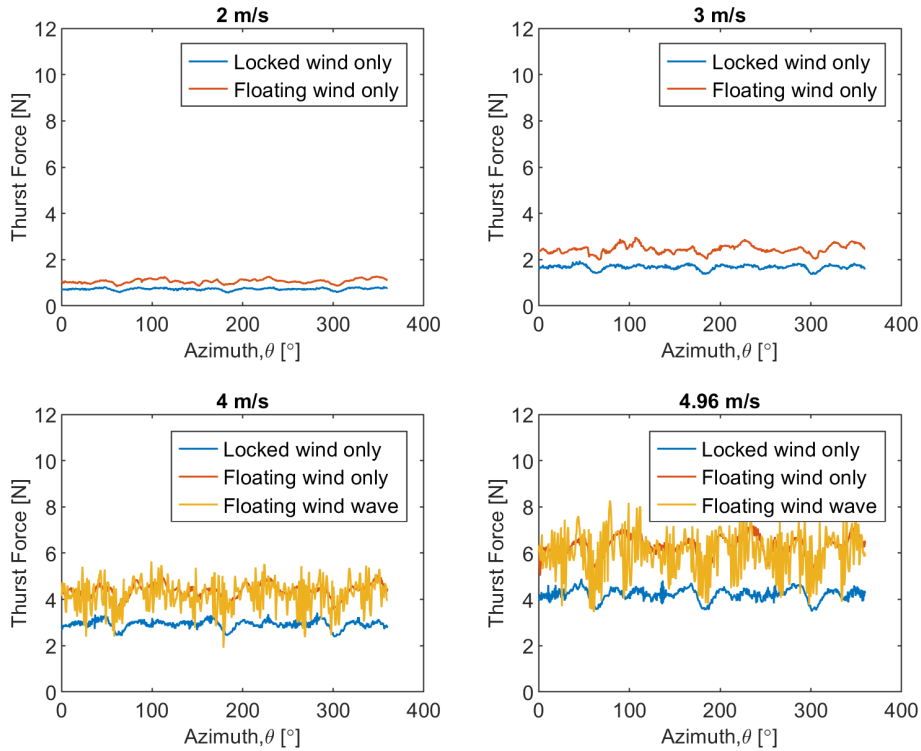 2 m/s
12
10
8
6
4
2
0
Thurst Force [N]
Locked wind only
Floating wind only
0 100 200 300 400
Azimuth,θ [°]
3 m/s
12
10
8
6
4
2
0
Thurst Force [N]
Locked wind only
Floating wind only
0 100 200 300 400
Azimuth,θ [°]
4 m/s
12
10
8
6
4
2
0
Thurst Force [N]
Locked wind only
Floating wind only
Floating wind wave
0 100 200 300 400
Azimuth,θ [°]
4.96 m/s
12
10
8
6
4
2
0
Thurst Force [N]
Locked wind only
Floating wind only
Floating wind wave
0 100 200 300 400
Azimuth,θ [°]